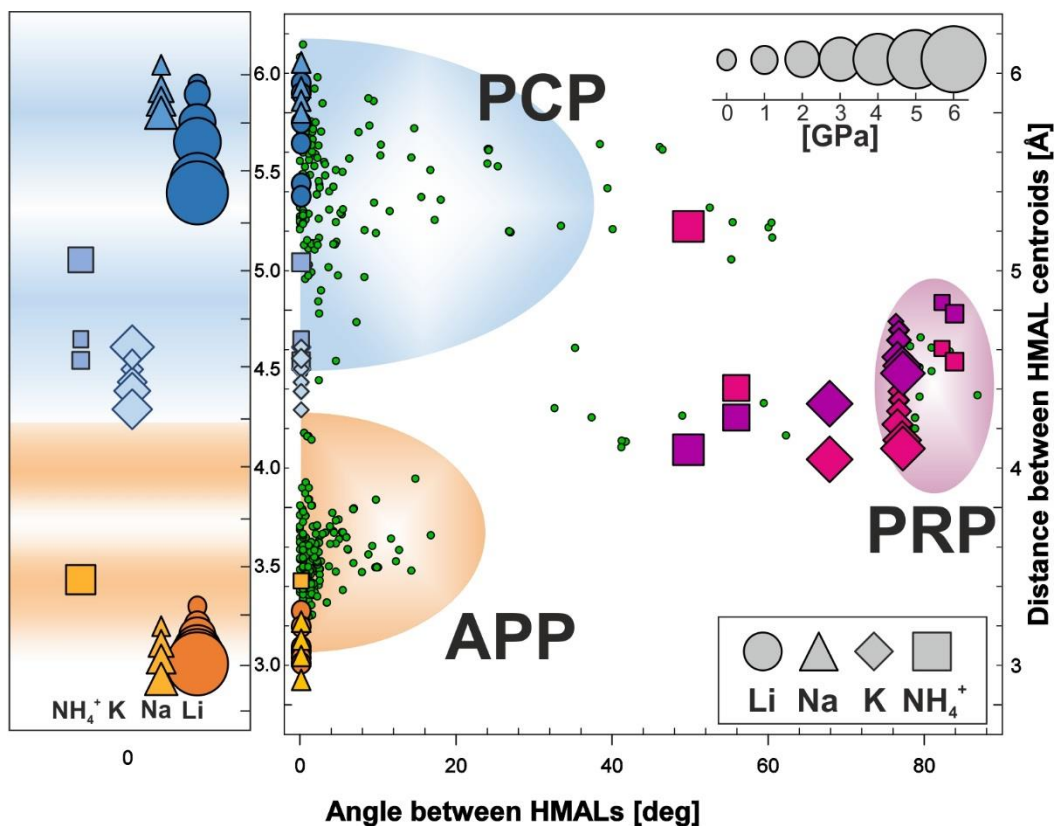 6.0
5.5
5.0
4.5
4.0
3.5
3.0
NH₄⁺ K Na Li
0
PCP
0 1 2 3 4 5 6
[GPa]
PRP
APP
Li Na K NH₄⁺
6
5
4
3
Distance between HMAL centroids [Å]
0 20 40 60 80
Angle between HMALs [deg]